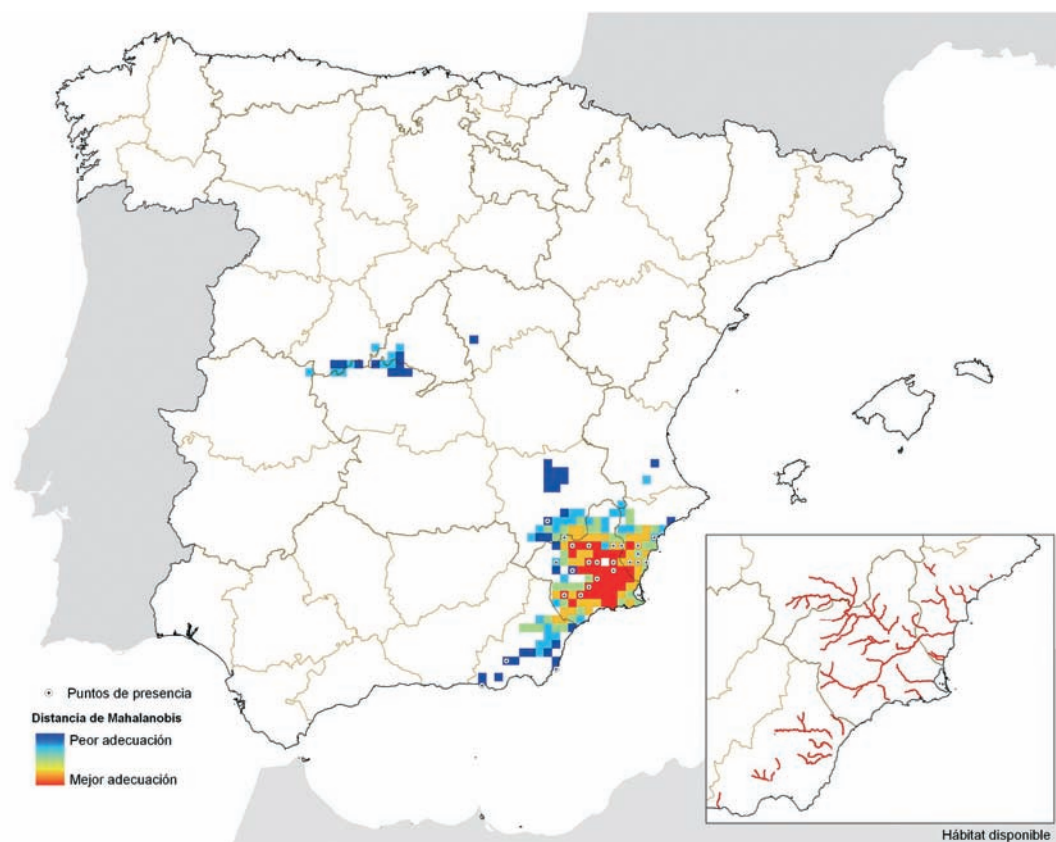 Puntos de presencia
Distancia de Mahalanobis
Peor adecuación
Mejor adecuación
Hábitat disponible